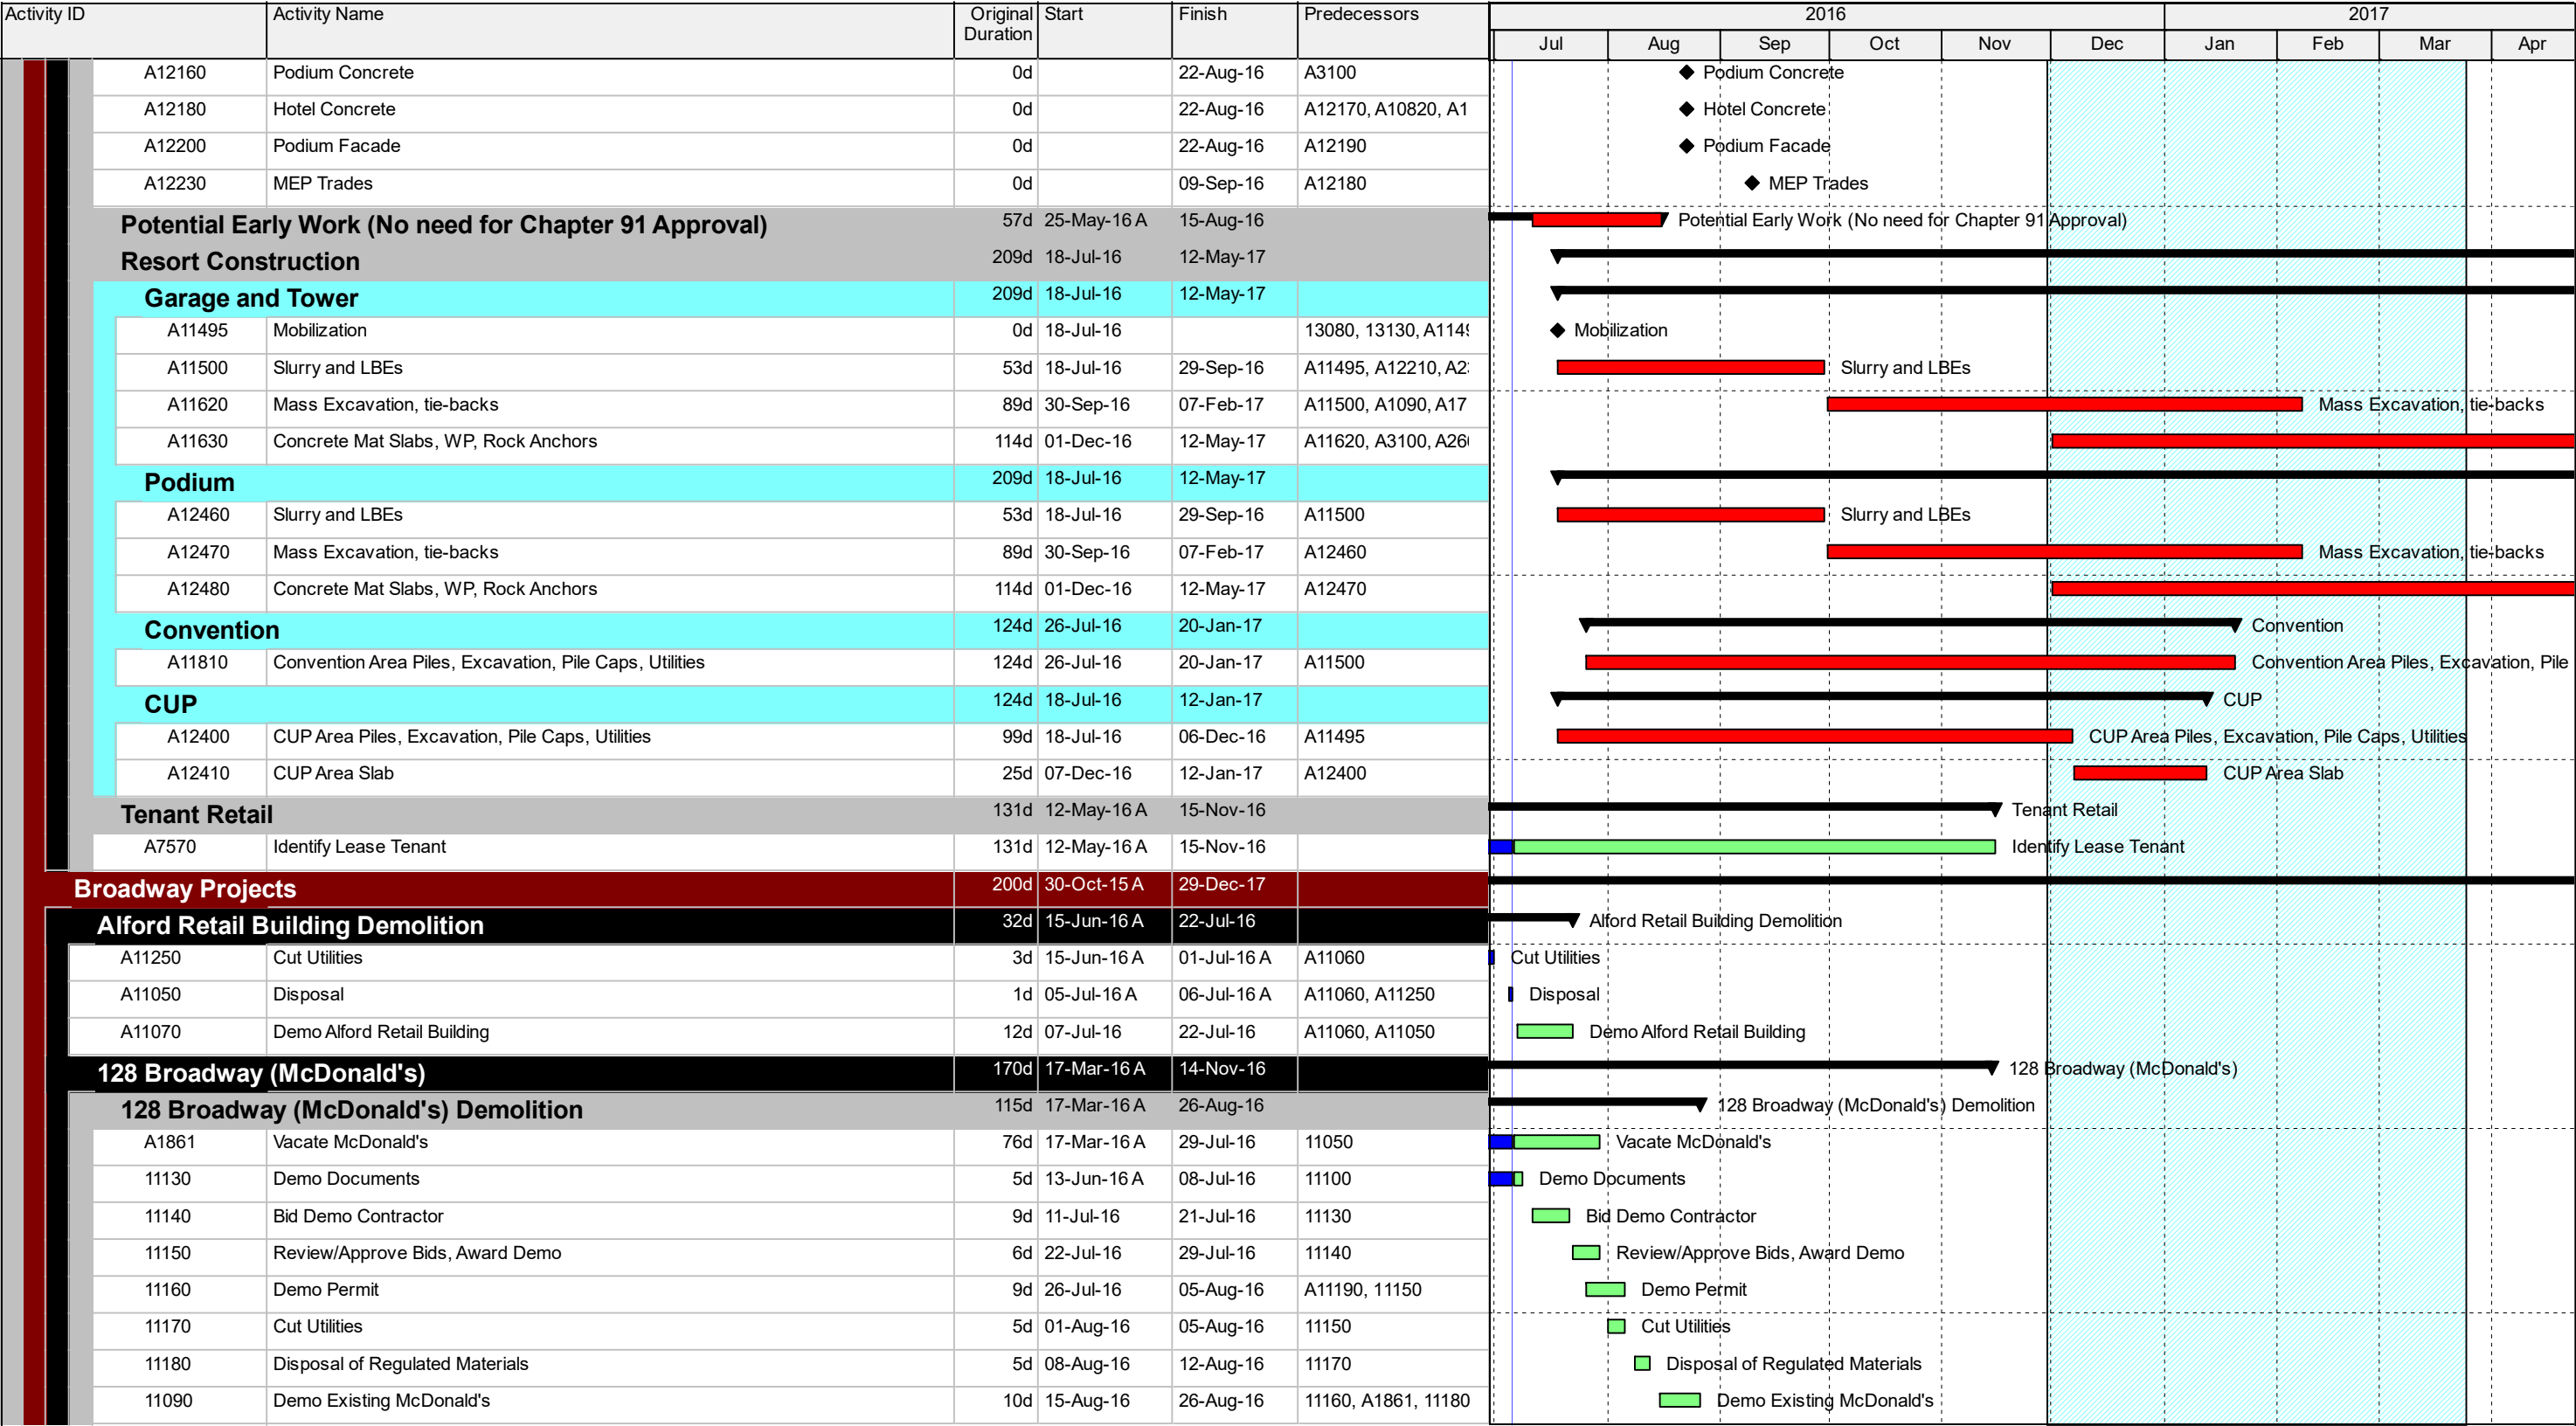 Activity ID Activity Name Original Duration Start Finish Predecessors 2016 2017
Jul Aug Sep Oct Nov Dec Jan Feb Mar Apr
A12160 Podium Concrete 0d 22-Aug-16 A3100 Podium Concrete
A12180 Hotel Concrete 0d 22-Aug-16 A12170, A10820, A1 Hotel Concrete
A12200 Podium Facade 0d 22-Aug-16 A12190 Podium Facade
A12230 MEP Trades 0d 09-Sep-16 A12180 MEP Trades
Potential Early Work (No need for Chapter 91 Approval) 57d 25-May-16 A 15-Aug-16 Potential Early Work (No need for Chapter 91 Approval)
Resort Construction 209d 18-Jul-16 12-May-17
Garage and Tower 209d 18-Jul-16 12-May-17
A11495 Mobilization 0d 18-Jul-16 13080, 13130, A1149 Mobilization
A11500 Slurry and LBEs 53d 18-Jul-16 29-Sep-16 A11495, A12210, A2 Slurry and LBEs
A11620 Mass Excavation, tie-backs 89d 30-Sep-16 07-Feb-17 A11500, A1090, A17 Mass Excavation, tie-backs
A11630 Concrete Mat Slabs, WP, Rock Anchors 114d 01-Dec-16 12-May-17 A11620, A3100, A26
Podium 209d 18-Jul-16 12-May-17
A12460 Slurry and LBEs 53d 18-Jul-16 29-Sep-16 A11500 Slurry and LBEs
A12470 Mass Excavation, tie-backs 89d 30-Sep-16 07-Feb-17 A12460 Mass Excavation, tie-backs
A12480 Concrete Mat Slabs, WP, Rock Anchors 114d 01-Dec-16 12-May-17 A12470
Convention 124d 26-Jul-16 20-Jan-17 Convention
A11810 Convention Area Piles, Excavation, Pile Caps, Utilities 124d 26-Jul-16 20-Jan-17 A11500 Convention Area Piles, Excavation, Pile
CUP 124d 18-Jul-16 12-Jan-17 CUP
A12400 CUP Area Piles, Excavation, Pile Caps, Utilities 99d 18-Jul-16 06-Dec-16 A11495 CUP Area Piles, Excavation, Pile Caps, Utilities
A12410 CUP Area Slab 25d 07-Dec-16 12-Jan-17 A12400 CUP Area Slab
Tenant Retail 131d 12-May-16 A 15-Nov-16 Tenant Retail
A7570 Identify Lease Tenant 131d 12-May-16 A 15-Nov-16 Identify Lease Tenant
Broadway Projects 200d 30-Oct-15 A 29-Dec-17
Alford Retail Building Demolition 32d 15-Jun-16 A 22-Jul-16 Alford Retail Building Demolition
A11250 Cut Utilities 3d 15-Jun-16 A 01-Jul-16 A A11060 Cut Utilities
A11050 Disposal 1d 05-Jul-16 A 06-Jul-16 A A11060, A11250 Disposal
A11070 Demo Alford Retail Building 12d 07-Jul-16 22-Jul-16 A11060, A11050 Demo Alford Retail Building
128 Broadway (McDonald's) 170d 17-Mar-16 A 14-Nov-16 128 Broadway (McDonald's)
128 Broadway (McDonald's) Demolition 115d 17-Mar-16 A 26-Aug-16 128 Broadway (McDonald's) Demolition
A1861 Vacate McDonald's 76d 17-Mar-16 A 29-Jul-16 11050 Vacate McDonald's
11130 Demo Documents 5d 13-Jun-16 A 08-Jul-16 11100 Demo Documents
11140 Bid Demo Contractor 9d 11-Jul-16 21-Jul-16 11130 Bid Demo Contractor
11150 Review/Approve Bids, Award Demo 6d 22-Jul-16 29-Jul-16 11140 Review/Approve Bids, Award Demo
11160 Demo Permit 9d 26-Jul-16 05-Aug-16 A11190, 11150 Demo Permit
11170 Cut Utilities 5d 01-Aug-16 05-Aug-16 11150 Cut Utilities
11180 Disposal of Regulated Materials 5d 08-Aug-16 12-Aug-16 11170 Disposal of Regulated Materials
11090 Demo Existing McDonald's 10d 15-Aug-16 26-Aug-16 11160, A1861, 11180 Demo Existing McDonald's